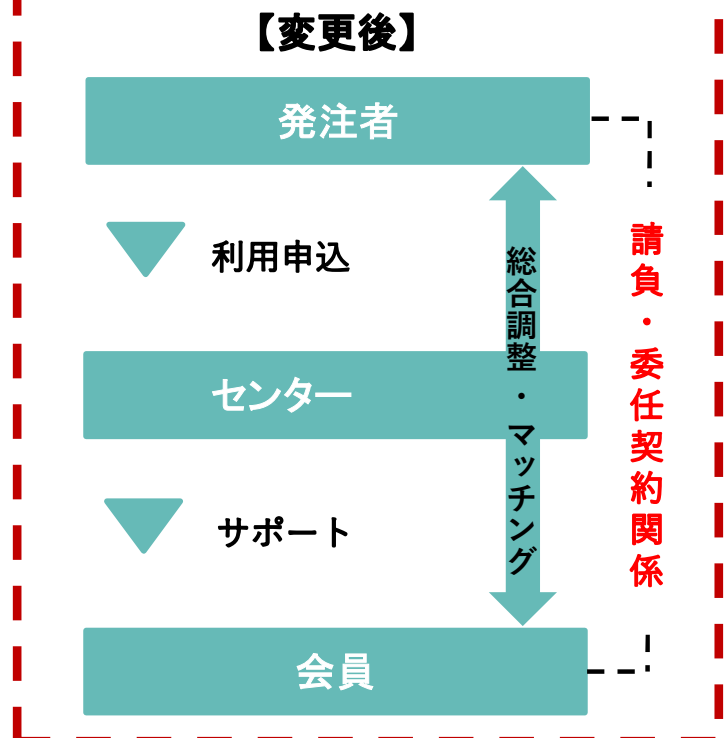 【変更後】
発注者
利用申込
総合調整・マッチング
請負・委任契約関係
センター
サポート
会員